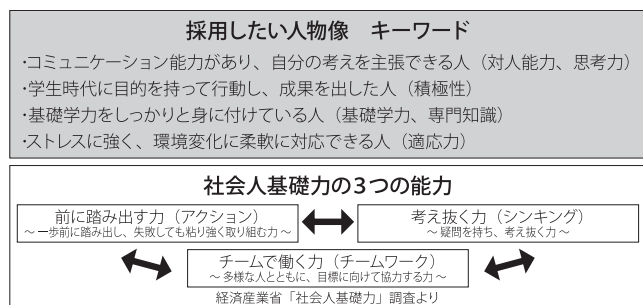 採用したい人物像　キーワード
・コミュニケーション能力があり、自分の考えを主張できる人（対人能力、思考力）
・学生時代に目的を持って行動し、成果を出した人（積極性）
・基礎学力をしっかりと身に付けている人（基礎学力、専門知識）
・ストレスに強く、環境変化に柔軟に対応できる人（適応力）
社会人基礎力の３つの能力
前に踏み出す力（アクション）
～一歩前に踏み出し、失敗しても粘り強く取り組む力～
考え抜く力（シンキング）
～疑問を持ち、考え抜く力～
チームで働く力（チームワーク）
～多様な人とともに、目標に向けて協力する力～
経済産業省「社会人基礎力」調査より